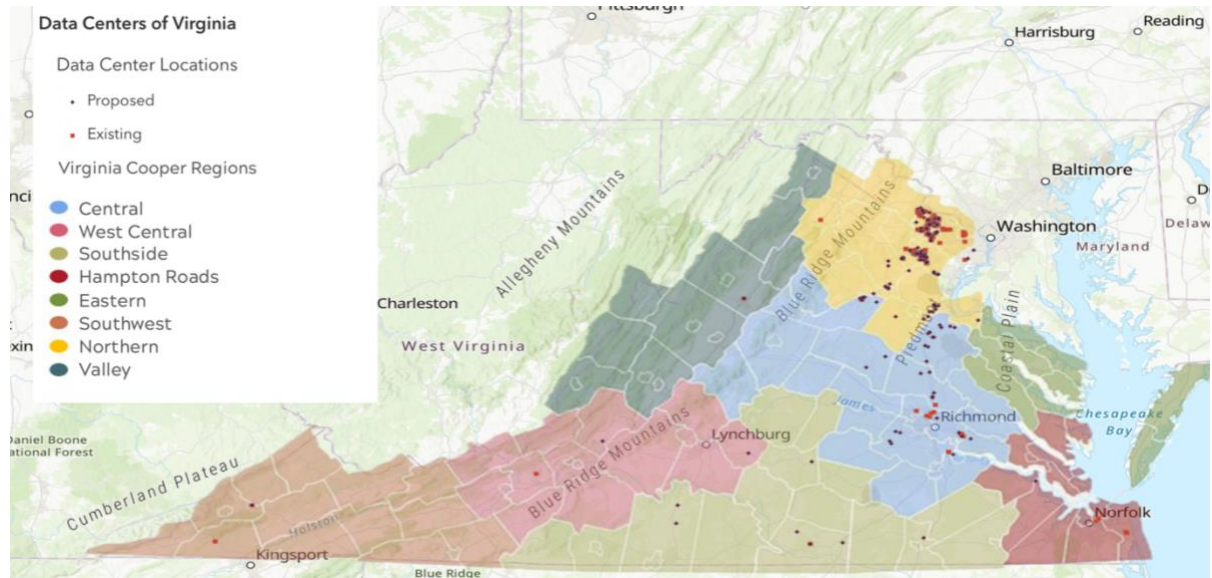 Data Centers of Virginia
Data Center Locations
Proposed
Existing
Virginia Cooper Regions
Central
West Central
Southside
Hampton Roads
Eastern
Southwest
Northern
Valley
Harrisburg
Reading
Baltimore
Washington
Maryland
Allegheny Mountains
Blue Ridge Mountains
Charleston
West Virginia
Coastal Plain
James
Richmond
Chesapeake
Bay
Lynchburg
Blue Ridge Mountains
Daniel Boone
National Forest
Cumberland Plateau
Holston
Kingsport
Norfolk
Blue Ridge